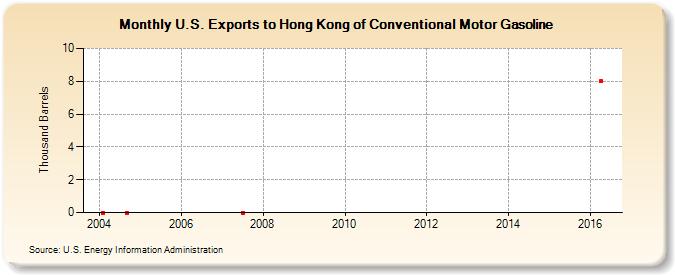 Monthly U.S. Exports to Hong Kong of Conventional Motor Gasoline
Thousand Barrels
10
8
6
4
2
0
2004 2006 2008 2010 2012 2014 2016
Source: U.S. Energy Information Administration